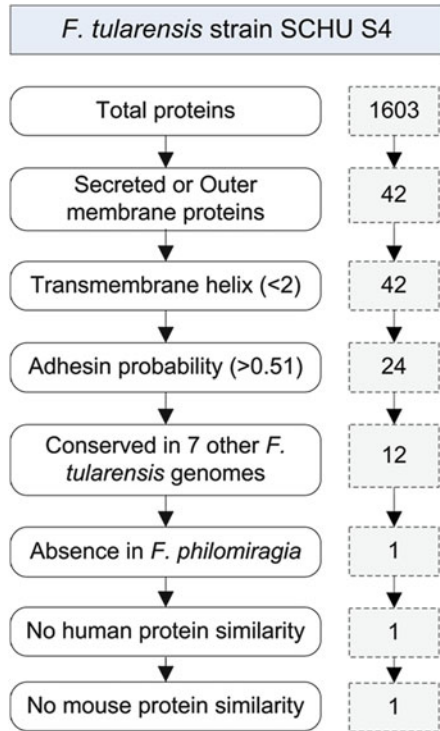 F. tularensis strain SCHU S4
Total proteins
1603
Secreted or Outer
membrane proteins
42
Transmembrane helix (<2)
42
Adhesin probability (>0.51)
24
Conserved in 7 other F.
tularensis genomes
12
Absence in F. philomiragia
1
No human protein similarity
1
No mouse protein similarity
1